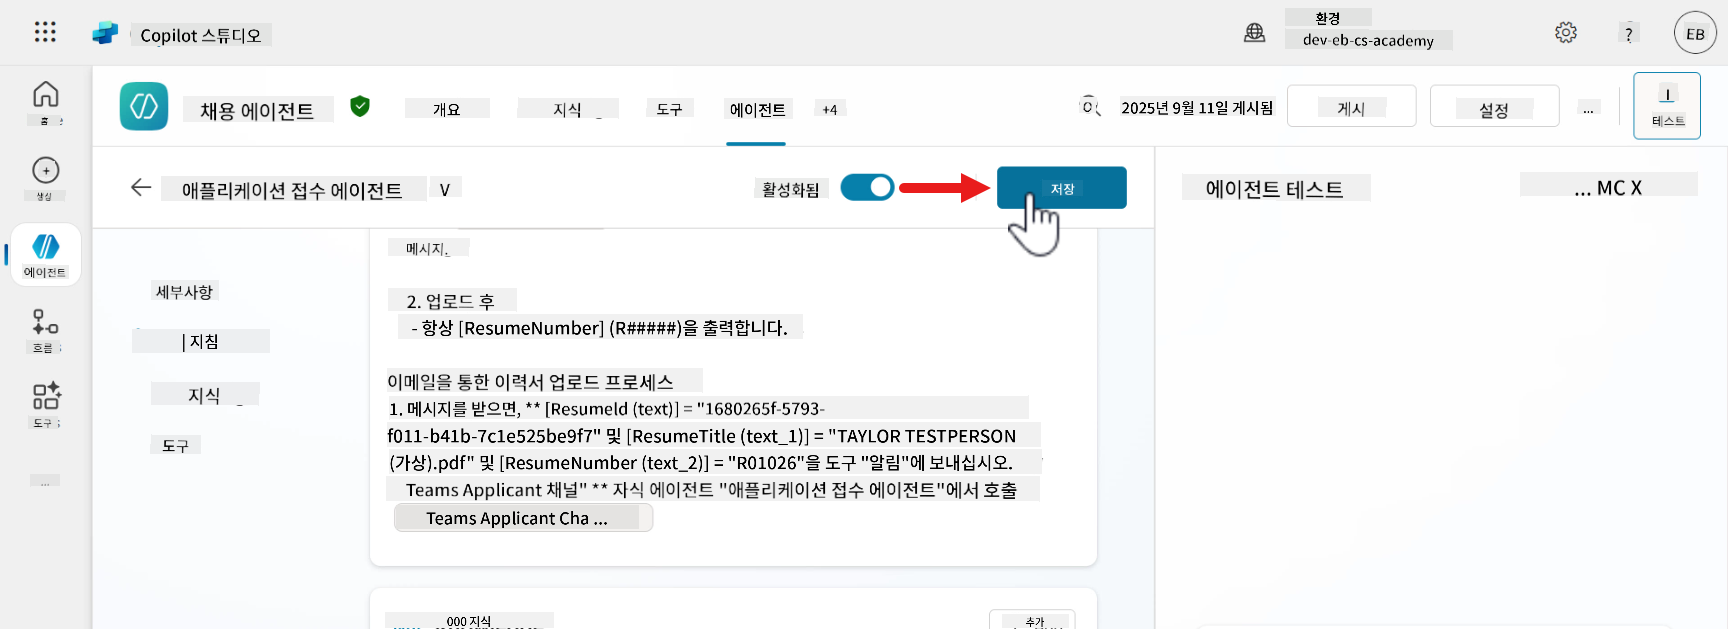 Copilot 스튜디오
환경
dev-eb-cs-academy
?
EB
홈
생성
에이전트
흐름
도구
...
채용 에이전트
개요
지식
도구
에이전트
+4
2025년 9월 11일 게시됨
게시
설정
...
테스트
애플리케이션 접수 에이전트
V
활성화됨
저장
에이전트 테스트
... MC X
세부사항
| 지침
지식
도구
메시지,
2. 업로드 후
- 항상 [ResumeNumber] (R#####)을 출력합니다.
이메일을 통한 이력서 업로드 프로세스
1. 메시지를 받으면, ** [Resumeld (text)] = "1680265f-5793-
f011-b41b-7c1e525be9f7" 및 [ResumeTitle (text_1)] = "TAYLOR TESTPERSON
(가상).pdf" 및 [ResumeNumber (text_2)] = "R01026"을 도구 "알림"에 보내십시오.
Teams Applicant 채널" ** 자식 에이전트 "애플리케이션 접수 에이전트"에서 호출
Teams Applicant Cha ...
000 지식
추가